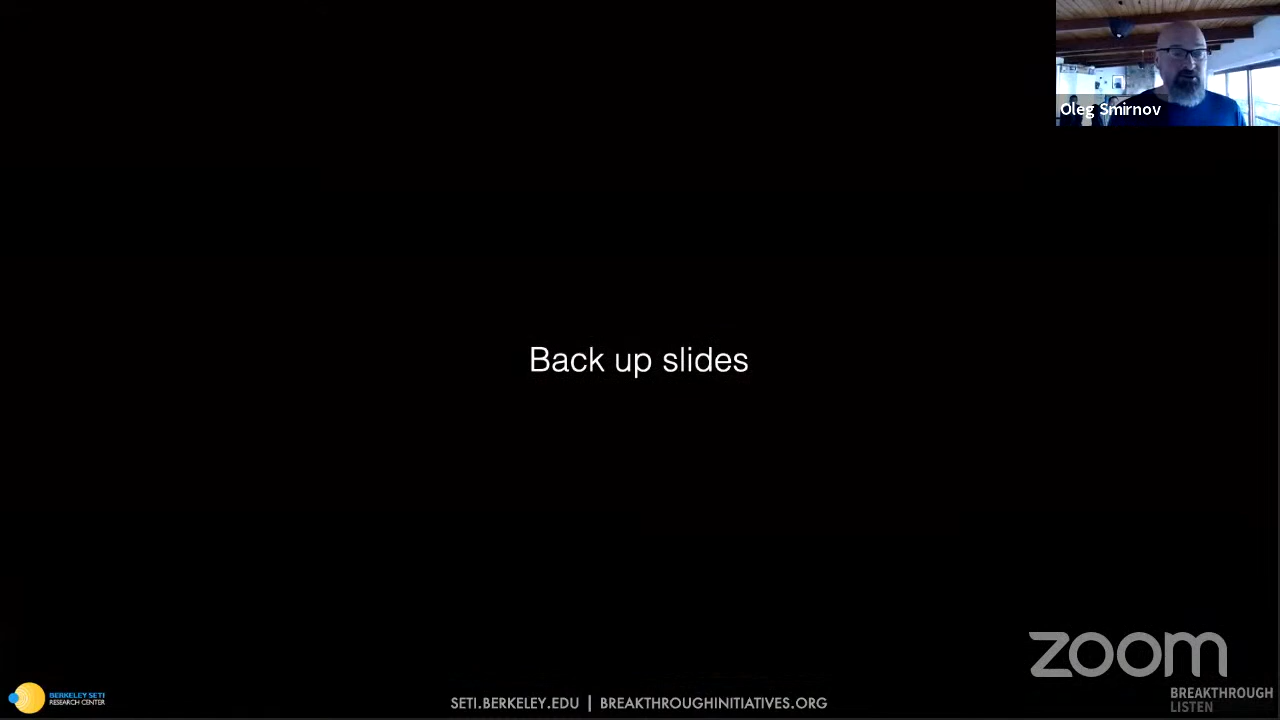 Oleg Smirnov
Back up slides
zoom
BERKELEY SETI
RESEARCH CENTER
SETI.BERKELEY.EDU | BREAKTHROUGHINITIATIVES.ORG
BREAKTHROUGH
LISTEN